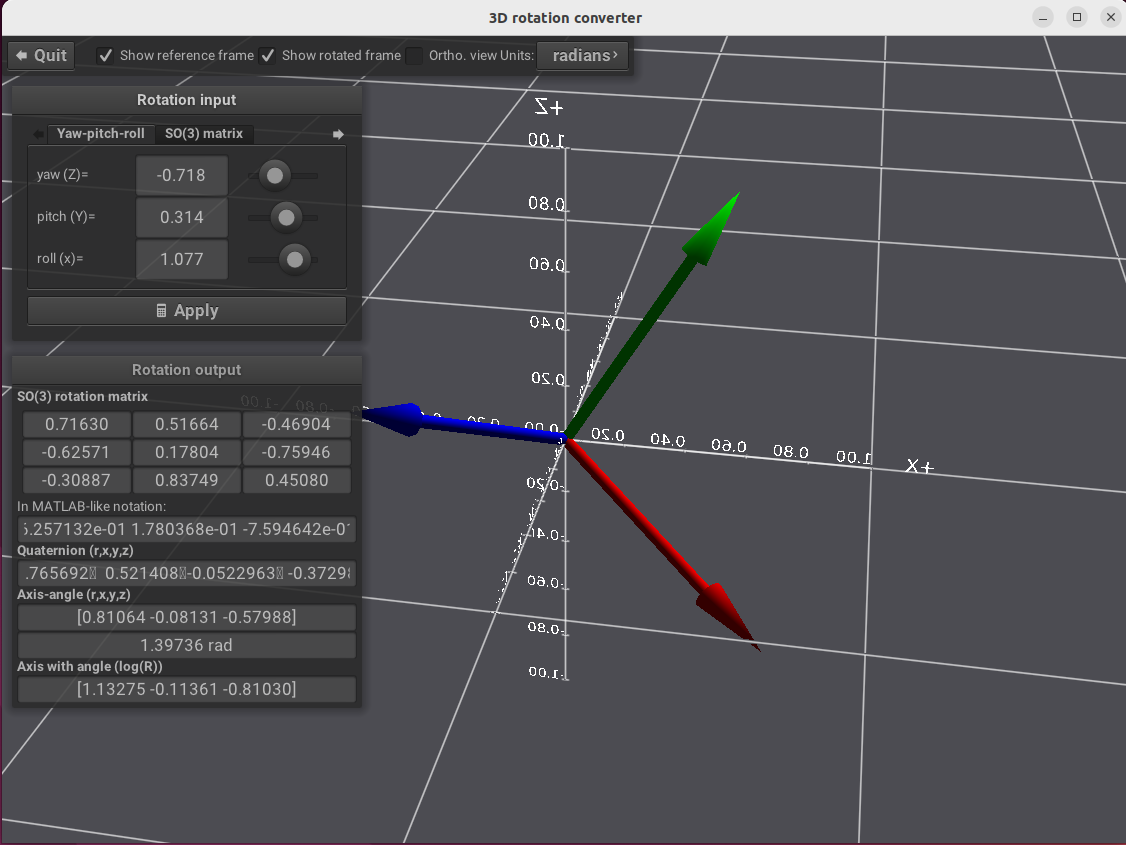 3D rotation converter
Quit
Show reference frame
Show rotated frame
Ortho. view Units:
radians
Rotation input
Yaw-pitch-roll
SO(3) matrix
yaw (Z)=
-0.718
pitch (Y)=
0.314
roll (x)=
1.077
Apply
Rotation output
SO(3) rotation matrix
0.71630 0.51664 -0.46904
-0.62571 0.17804 -0.75946
-0.30887 0.83749 0.45080
In MATLAB-like notation:
.257132e-01 1.780368e-01 -7.594642e-0
Quaternion (r,x,y,z)
.765692 0.521408 -0.0522963 -0.3729
Axis-angle (r,x,y,z)
[0.81064 -0.08131 -0.57988]
1.39736 rad
Axis with angle (log(R))
[1.13275 -0.11361 -0.81030]
+Z
1.00
0.80
0.60
0.40
0.20
0.00
-0.20
-0.40
-0.60
-0.80
-1.00
0.20 0.40 0.60 0.80 1.00
+X
-1.00 -0.80